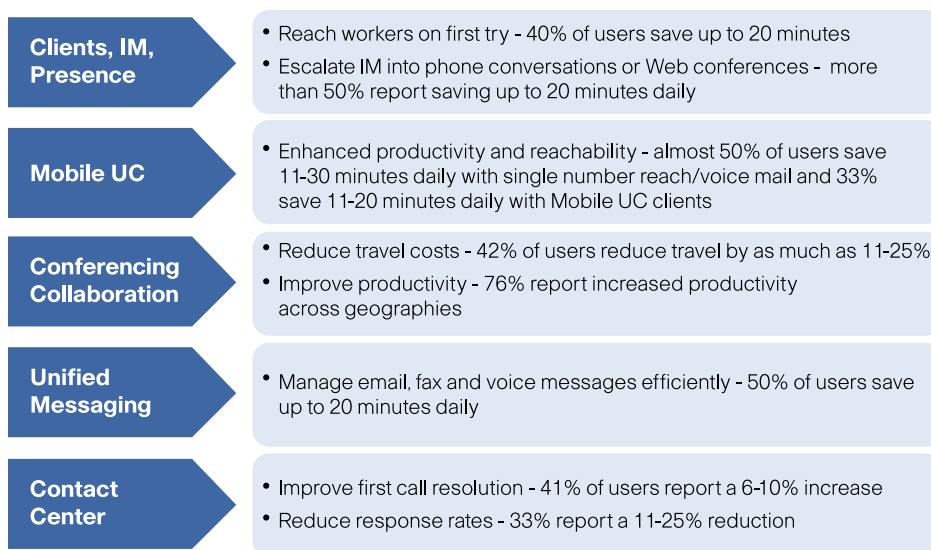 Clients, IM,
Presence
• Reach workers on first try - 40% of users save up to 20 minutes
• Escalate IM into phone conversations or Web conferences - more
than 50% report saving up to 20 minutes daily
Mobile UC
• Enhanced productivity and reachability - almost 50% of users save
11-30 minutes daily with single number reach/voice mail and 33%
save 11-20 minutes daily with Mobile UC clients
Conferencing
Collaboration
• Reduce travel costs - 42% of users reduce travel by as much as 11-25%
• Improve productivity - 76% report increased productivity
across geographies
Unified
Messaging
• Manage email, fax and voice messages efficiently - 50% of users save
up to 20 minutes daily
Contact
Center
• Improve first call resolution - 41% of users report a 6-10% increase
• Reduce response rates - 33% report a 11-25% reduction